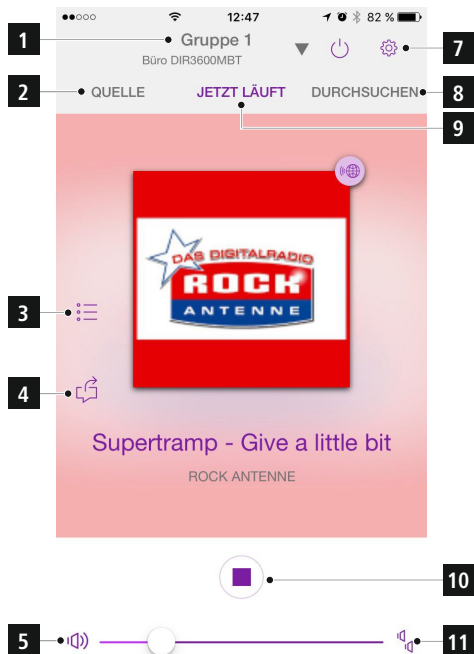 12:47
82 %
1
Gruppe 1
Büro DIR3600MBT
7
2
QUELLE
JETZT LÄUFT
DURCHSUCHEN
8
9
DAS DIGITALRADIO
ROCK
ANTENNE
3
4
Supertramp - Give a little bit
ROCK ANTENNE
10
5
11